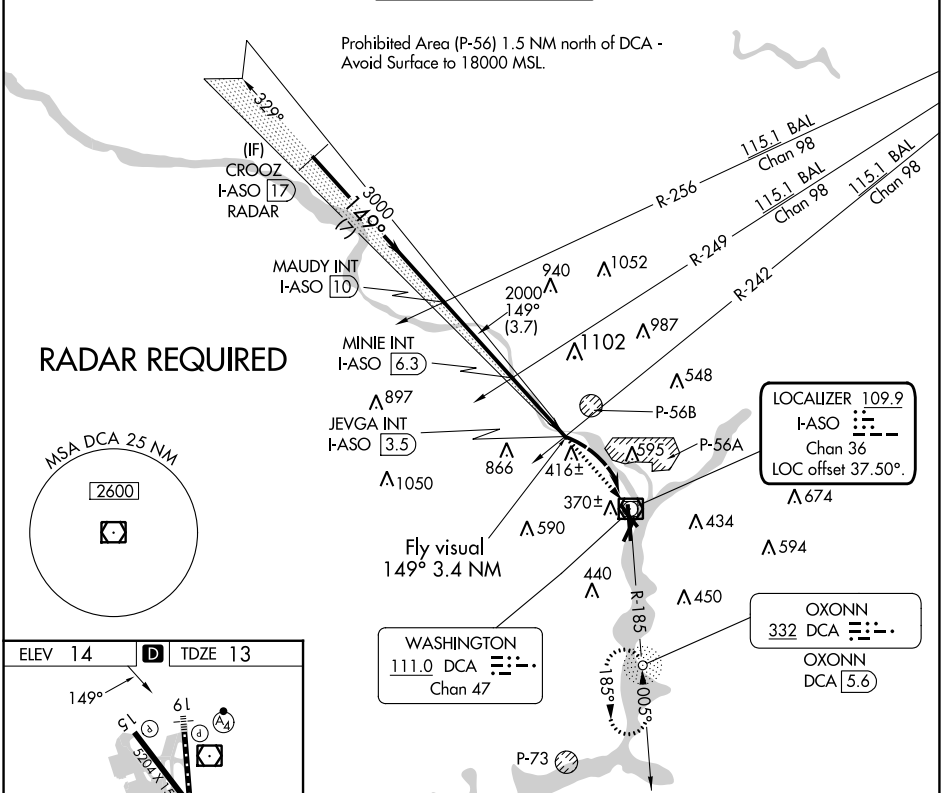 Prohibited Area (P-56) 1.5 NM north of DCA -
Avoid Surface to 18000 MSL.
329°
(IF)
CROOZ
I-ASO 17
RADAR
3000
149°
(7)
115.1 BAL
Chan 98
R-256
115.1 BAL
Chan 98
R-249
115.1 BAL
Chan 98
R-242
MAUDY INT
I-ASO 10
940
1052
2000
149°
(3.7)
1102
987
RADAR REQUIRED
MINIE INT
I-ASO 6.3
897
548
P-56B
JEVGA INT
I-ASO 3.5
866
416±
595
P-56A
LOCALIZER 109.9
I-ASO
Chan 36
LOC offset 37.50°.
MSA DCA 25 NM
2600
1050
370±
674
590
434
594
Fly visual
149° 3.4 NM
440
450
R-185
WASHINGTON
111.0 DCA
Chan 47
OXONN
332 DCA
OXONN
DCA 5.6
185°
005°
P-73
ELEV 14
D
TDZE 13
149°
15
P
19
P
A4
5204 X 15